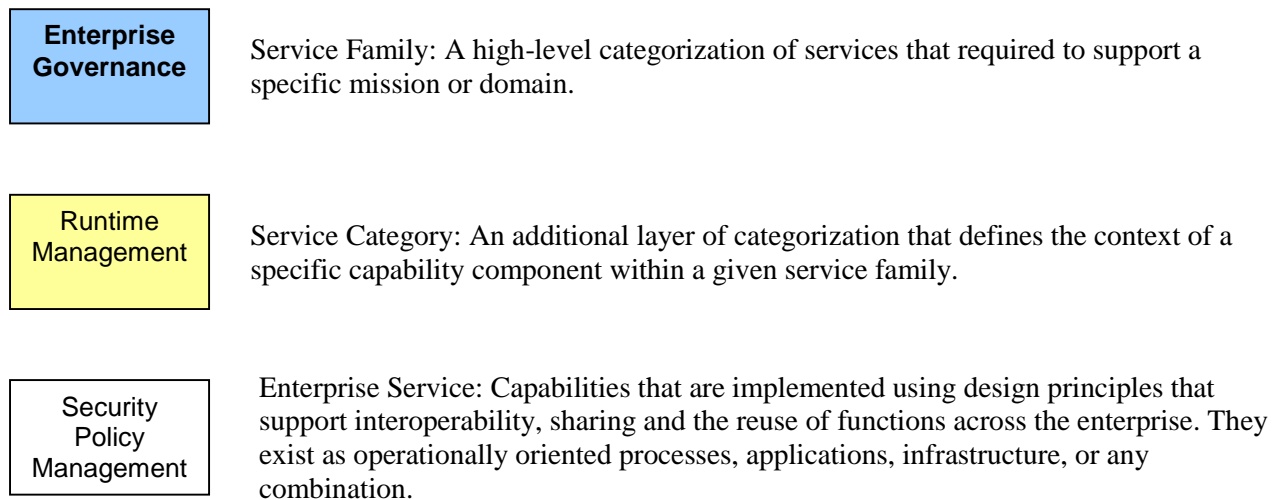 Enterprise
Governance
Service Family: A high-level categorization of services that required to support a
specific mission or domain.
Runtime
Management
Service Category: An additional layer of categorization that defines the context of a
specific capability component within a given service family.
Security
Policy
Management
Enterprise Service: Capabilities that are implemented using design principles that
support interoperability, sharing and the reuse of functions across the enterprise. They
exist as operationally oriented processes, applications, infrastructure, or any
combination.